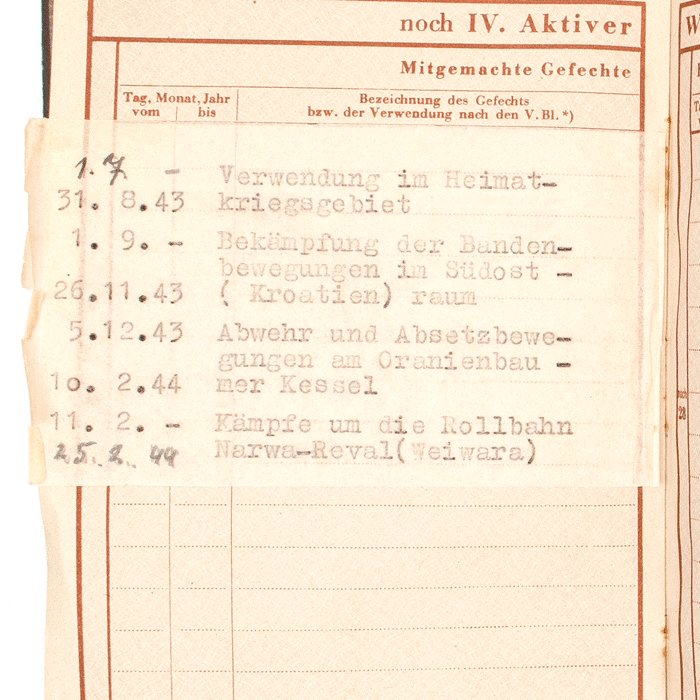 noch IV. Aktiver
Mitgemachte Gefechte
Tag, Monat, Jahr
vom bis
Bezeichnung des Gefechts
bzw. der Verwendung nach den V. Bl. *)
1. 7. - Verwendung im Heimat-
31. 8.43 kriegsgebiet
1. 9. - Bekämpfung der Banden-
bewegungen im Südost -
26.11.43 ( Kroatien) raum
5.12.43 Abwehr und Absetzbewe-
gungen am Oranienbau -
1o. 2.44 mer Kessel
11. 2. - Kämpfe um die Rollbahn
25. 2. 44 Narwa-Reval(Weiwara)
W
28